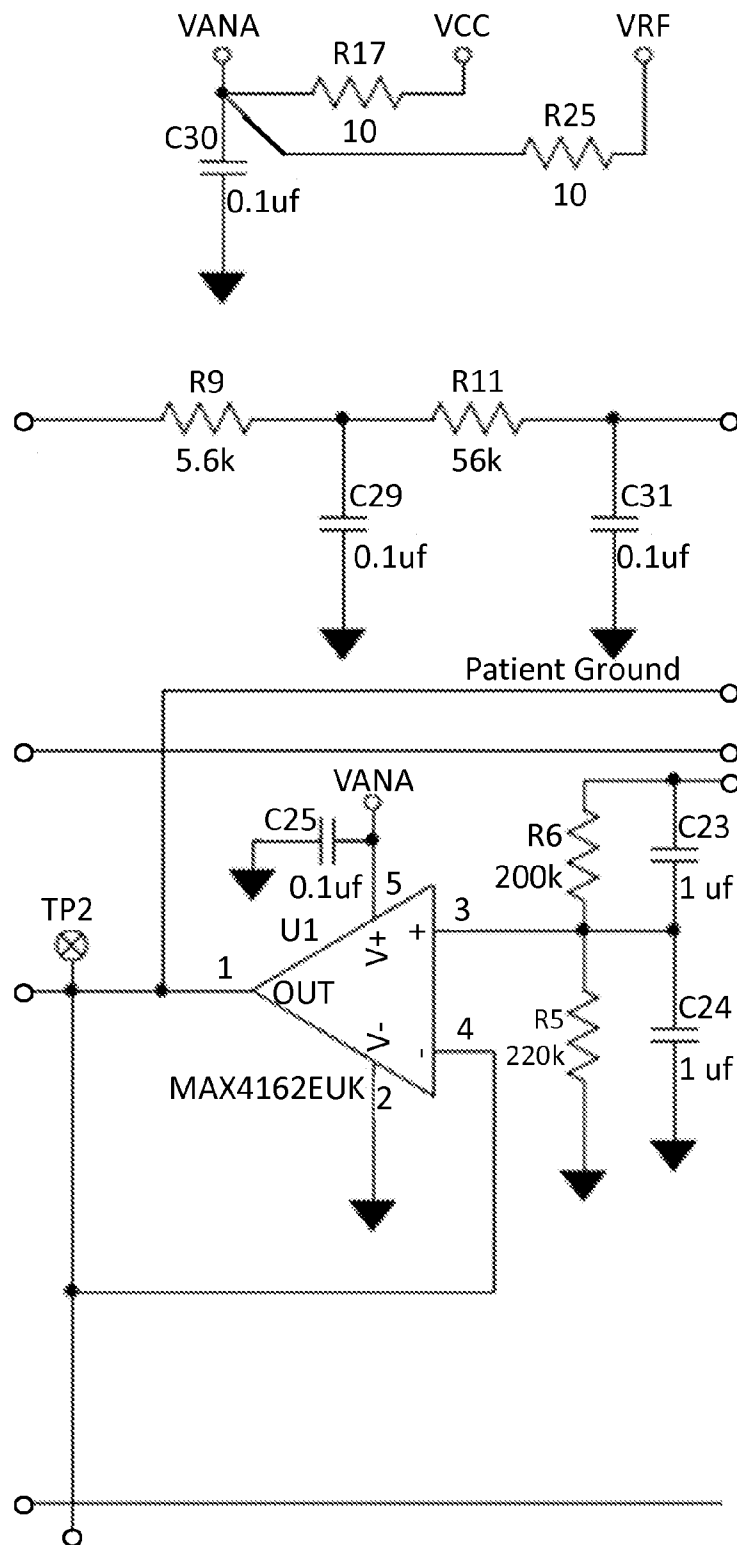 VANA
VCC
VRF
R17
10
R25
10
C30
0.1uf
R9
5.6k
R11
56k
C29
0.1uf
C31
0.1uf
Patient Ground
VANA
C25
0.1uf
5
R6
200k
C23
1 uf
TP2
U1
V+
+
3
1
OUT
V-
-
4
R5
220k
C24
1 uf
MAX4162EUK
2